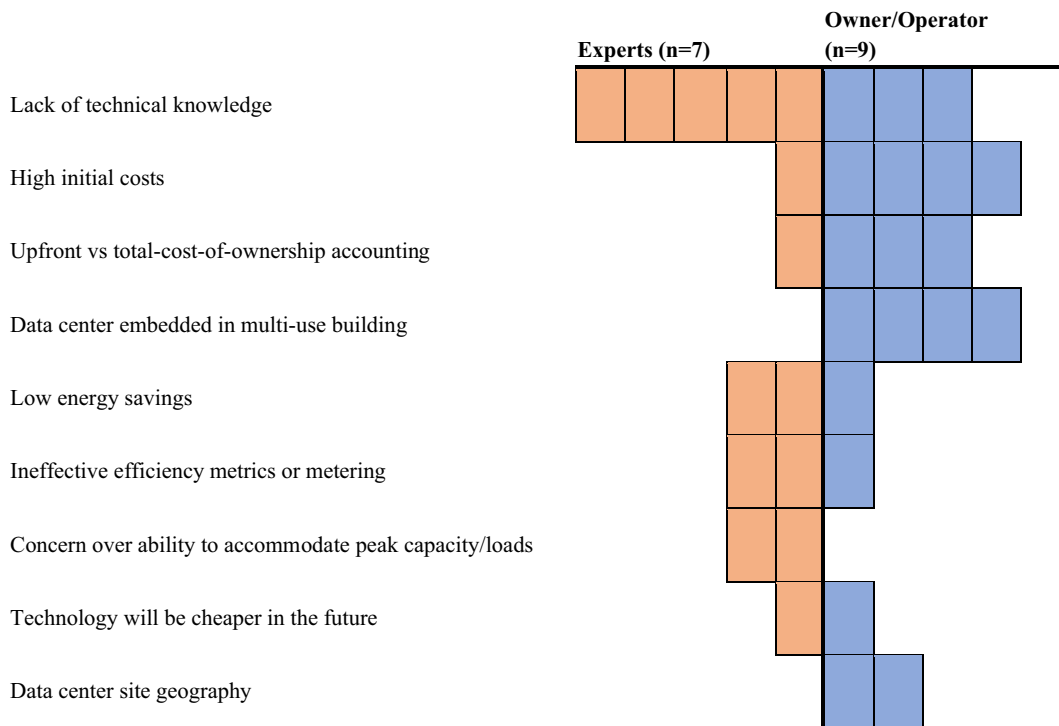 Owner/Operator
Experts (n=7) (n=9)
Lack of technical knowledge
High initial costs
Upfront vs total-cost-of-ownership accounting
Data center embedded in multi-use building
Low energy savings
Ineffective efficiency metrics or metering
Concern over ability to accommodate peak capacity/loads
Technology will be cheaper in the future
Data center site geography